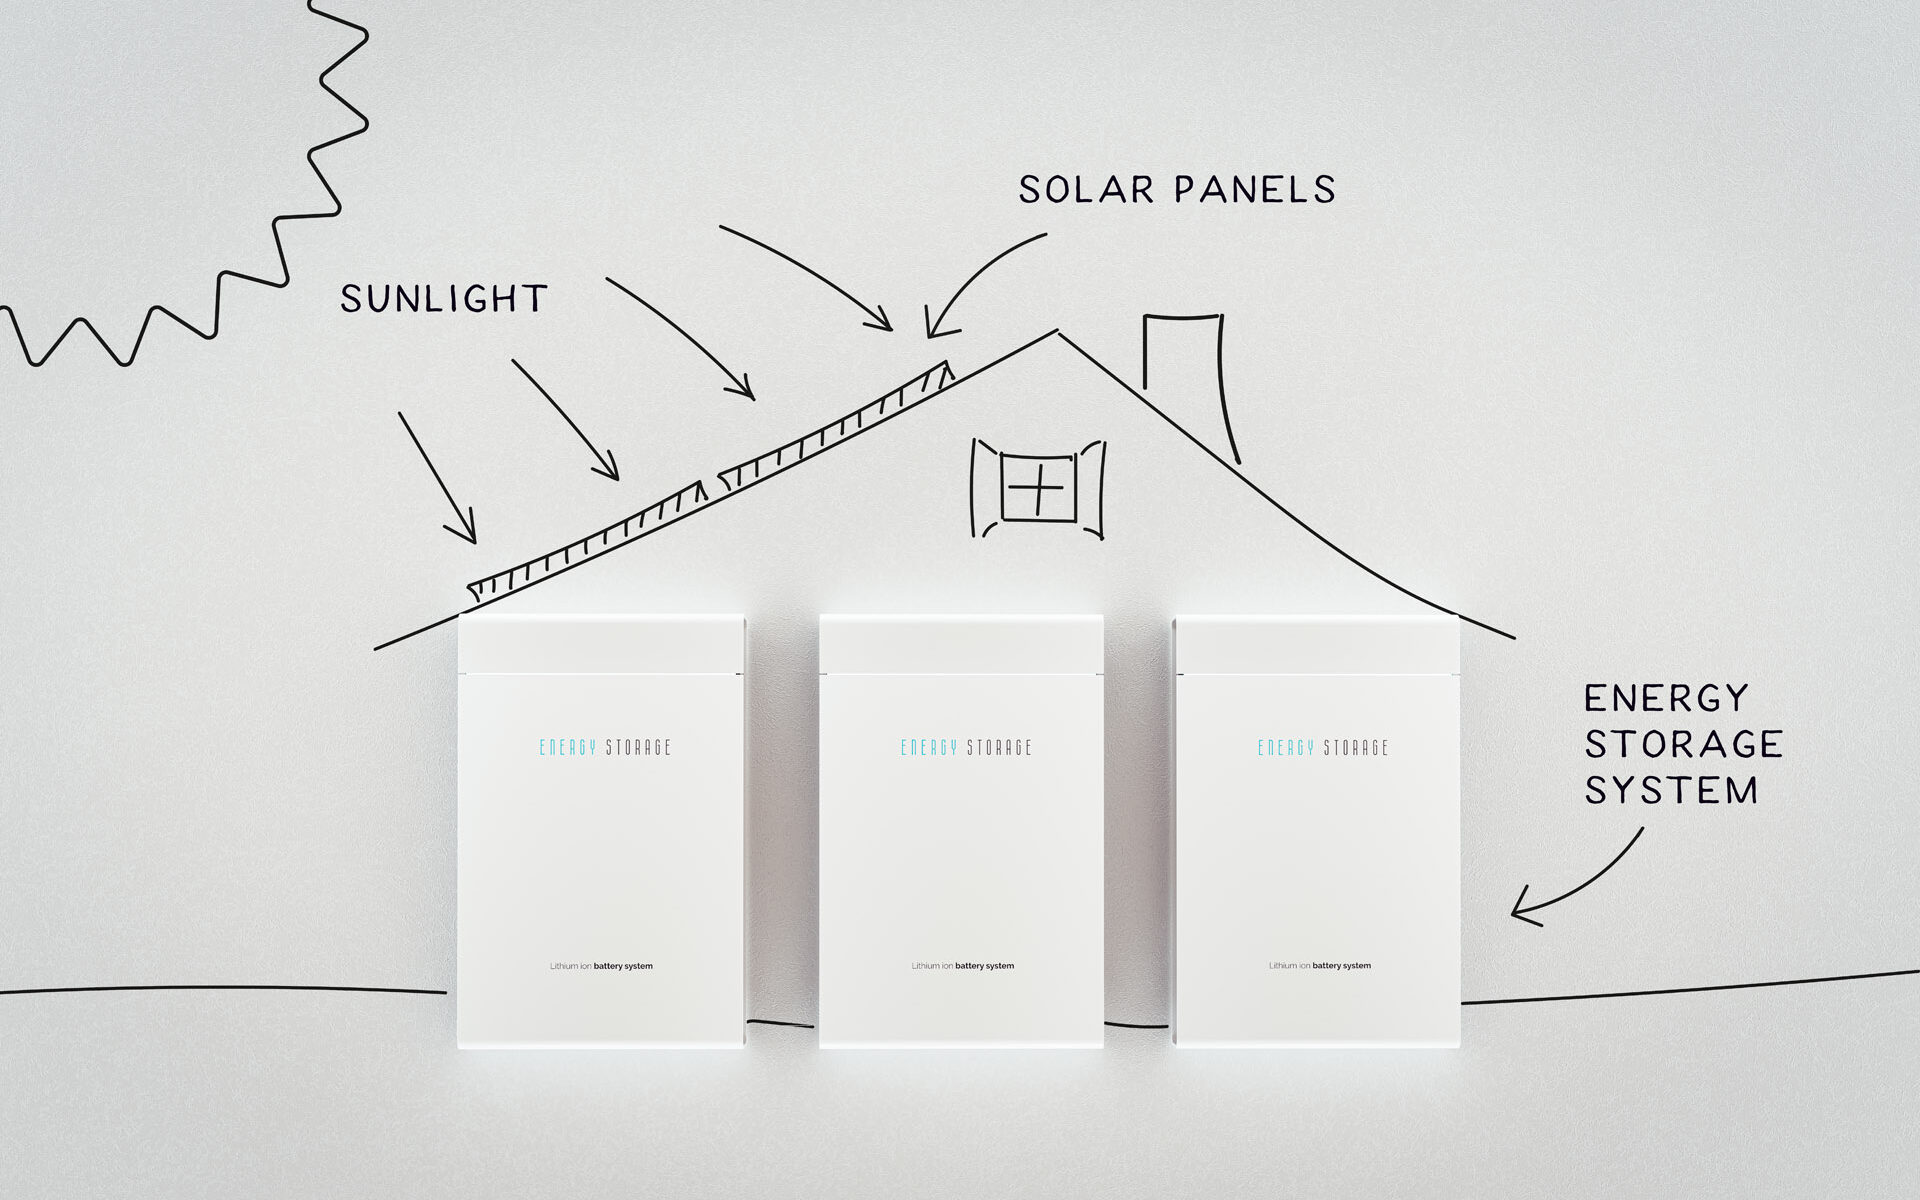 SOLAR PANELS
SUNLIGHT
ENERGY
STORAGE
SYSTEM
ENERGY STORAGE
Lithium ion battery system
ENERGY STORAGE
Lithium ion battery system
ENERGY STORAGE
Lithium ion battery system